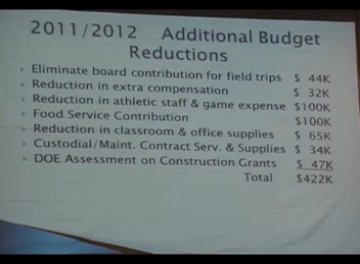 2011/2012 Additional Budget
Reductions
Eliminate board contribution for field trips $ 44K
Reduction in extra compensation $ 32K
Reduction in athletic staff & game expense $100K
Food Service Contribution $100K
Reduction in classroom & office supplies $ 65K
Custodial/Maint. Contract Serv. & Supplies $ 34K
DOE Assessment on Construction Grants $ 47K
Total $422K